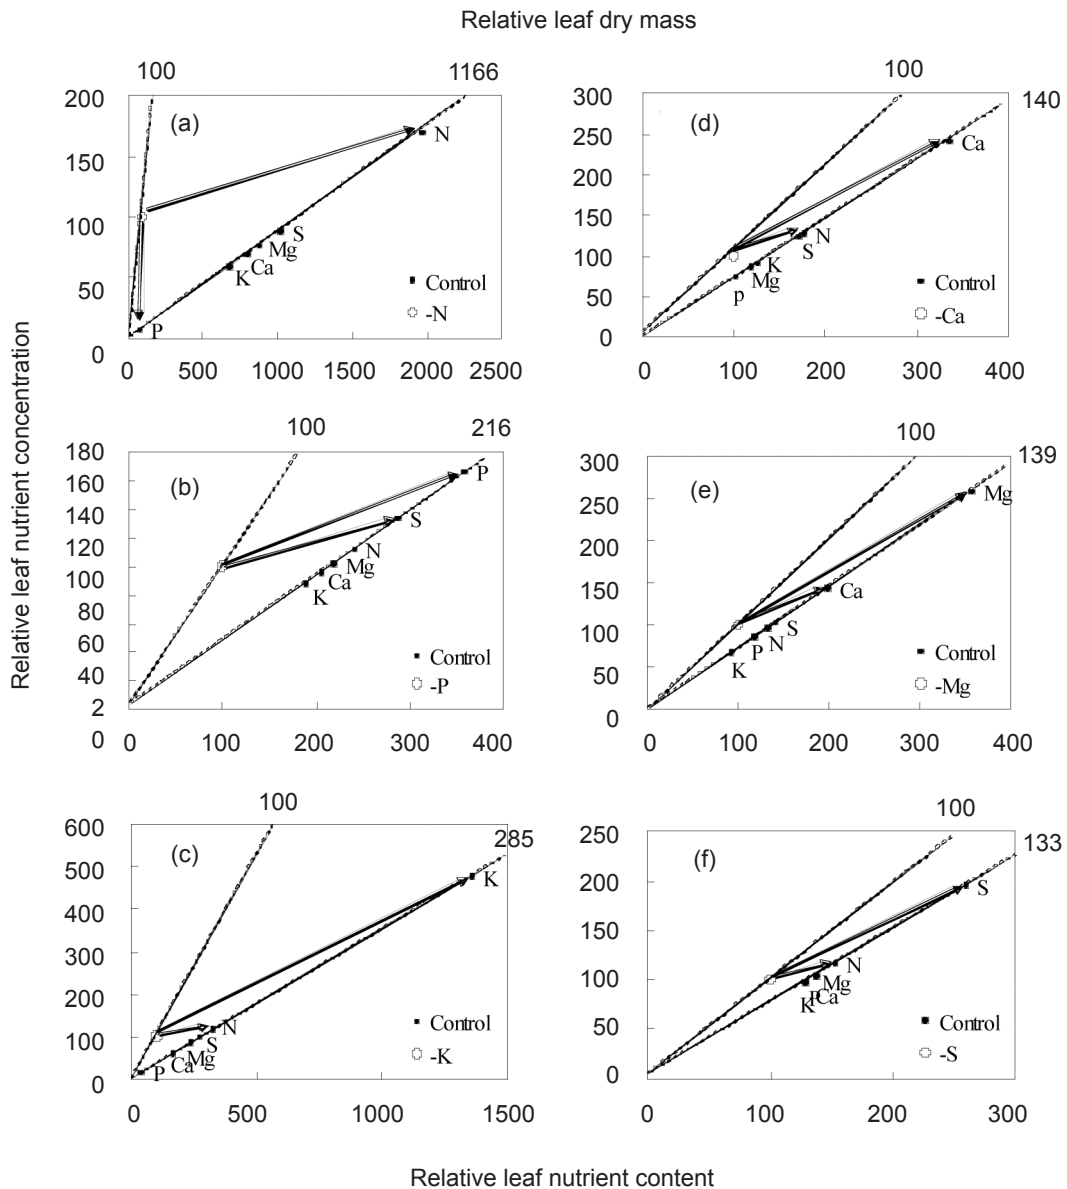 Relative leaf dry mass
100
1166
200
(a)
N
150
100
S
Mg
Ca
K
50
Control
-N
P
0
0 500 1000 1500 2000 2500
100
140
300
(d)
250
Ca
200
150
N
S
100
K
Mg
p
50
Control
-Ca
0
0 100 200 300 400
Relative leaf nutrient concentration
100
216
180
(b)
160
P
140
S
120
N
100
Mg
Ca
80
K
60
Control
40
-P
2
0
0 100 200 300 400
100
139
300
(e)
250
Mg
200
150
Ca
100
S
N
P
K
50
Control
-Mg
0
0 100 200 300 400
100
285
600
(c)
500
K
400
300
200
100
N
S
Mg
Ca
P
Control
-K
0
0 500 1000 1500
100
133
250
(f)
200
S
150
N
100
Mg
Ca
P
K
50
Control
-S
0
0 100 200 300
Relative leaf nutrient content